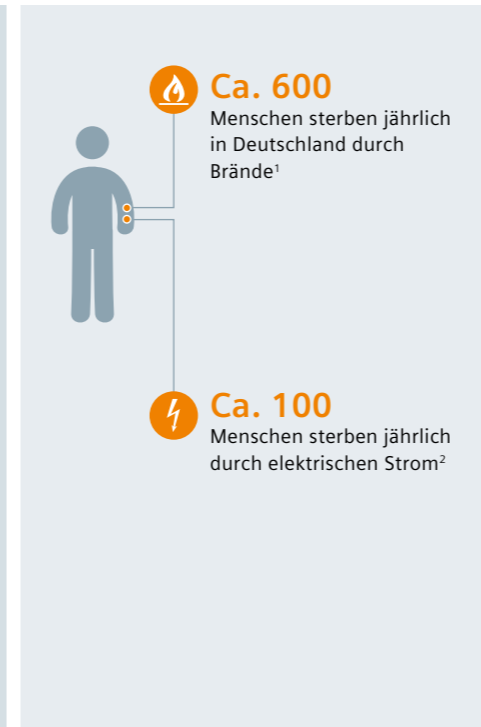 Ca. 600
Menschen sterben jährlich
in Deutschland durch
Brände¹
Ca. 100
Menschen sterben jährlich
durch elektrischen Strom²